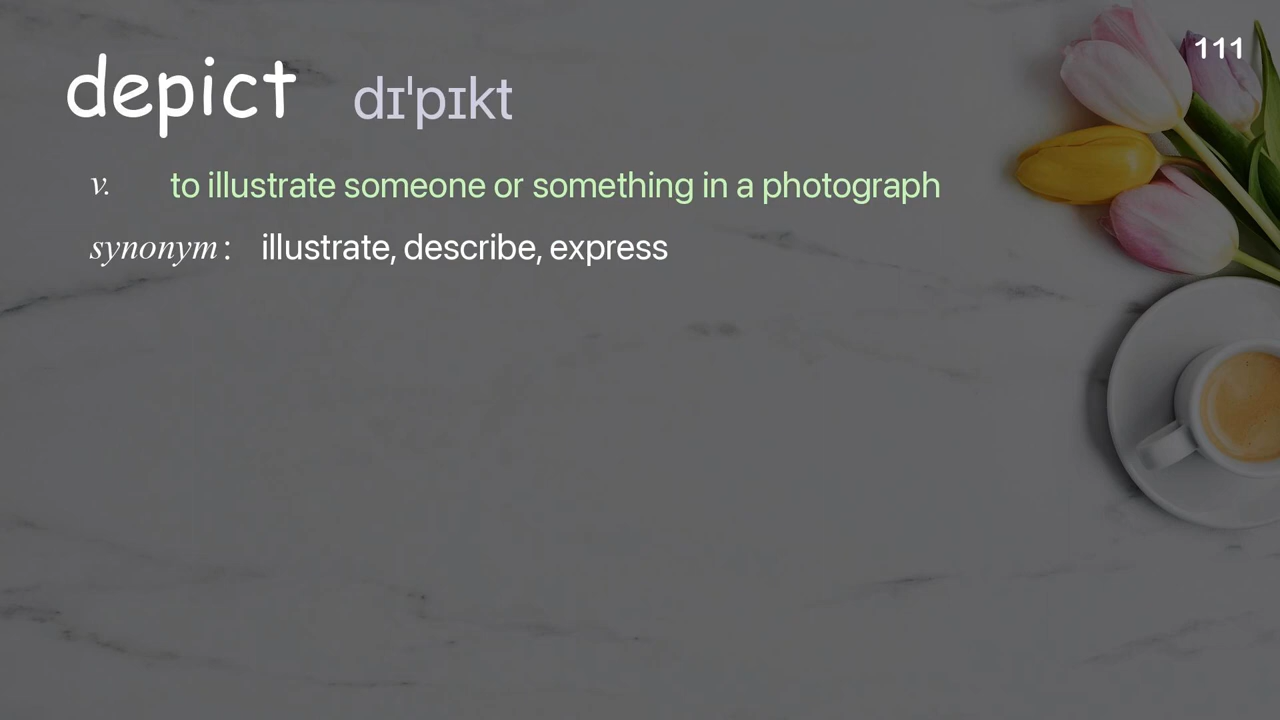 111
depict dɪˈpɪkt
v. to illustrate someone or something in a photograph
synonym: illustrate, describe, express